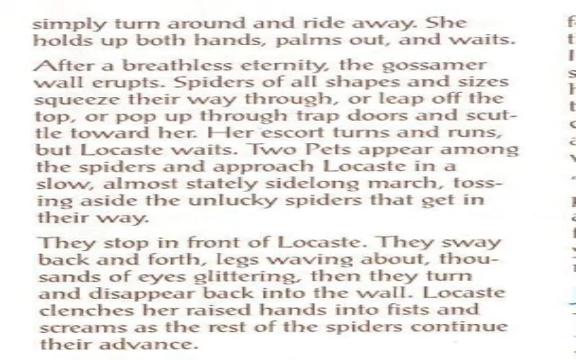 simply turn around and ride away. She
holds up both hands, palms out, and waits.
After a breathless eternity, the gossamer
wall erupts. Spiders of all shapes and sizes
squeeze their way through, or leap off the
top, or pop up through trap doors and scut-
tle toward her. Her escort turns and runs,
but Locaste waits. Two Pets appear among
the spiders and approach Locaste in a
slow, almost stately sidelong march, toss-
ing aside the unlucky spiders that get in
their way.
They stop in front of Locaste. They sway
back and forth, legs waving about, thou-
sands of eyes glittering, then they turn
and disappear back into the wall. Locaste
clenches her raised hands into fists and
screams as the rest of the spiders continue
their advance.